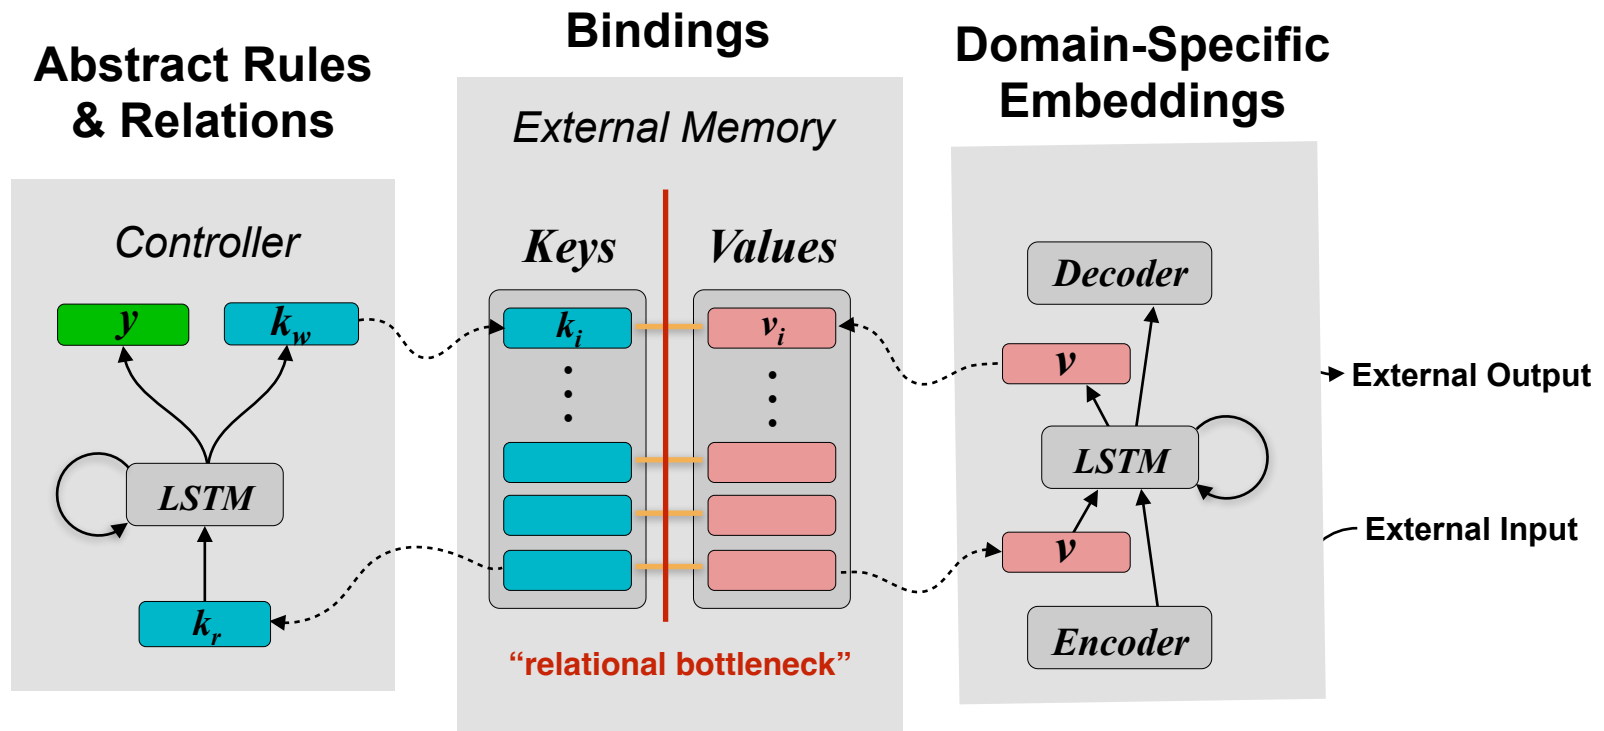 Abstract Rules
& Relations
Controller
y
k_w
LSTM
k_r
Bindings
External Memory
Keys
Values
k_i
v_i
“relational bottleneck”
Domain-Specific
Embeddings
Decoder
v
LSTM
v
Encoder
External Output
External Input